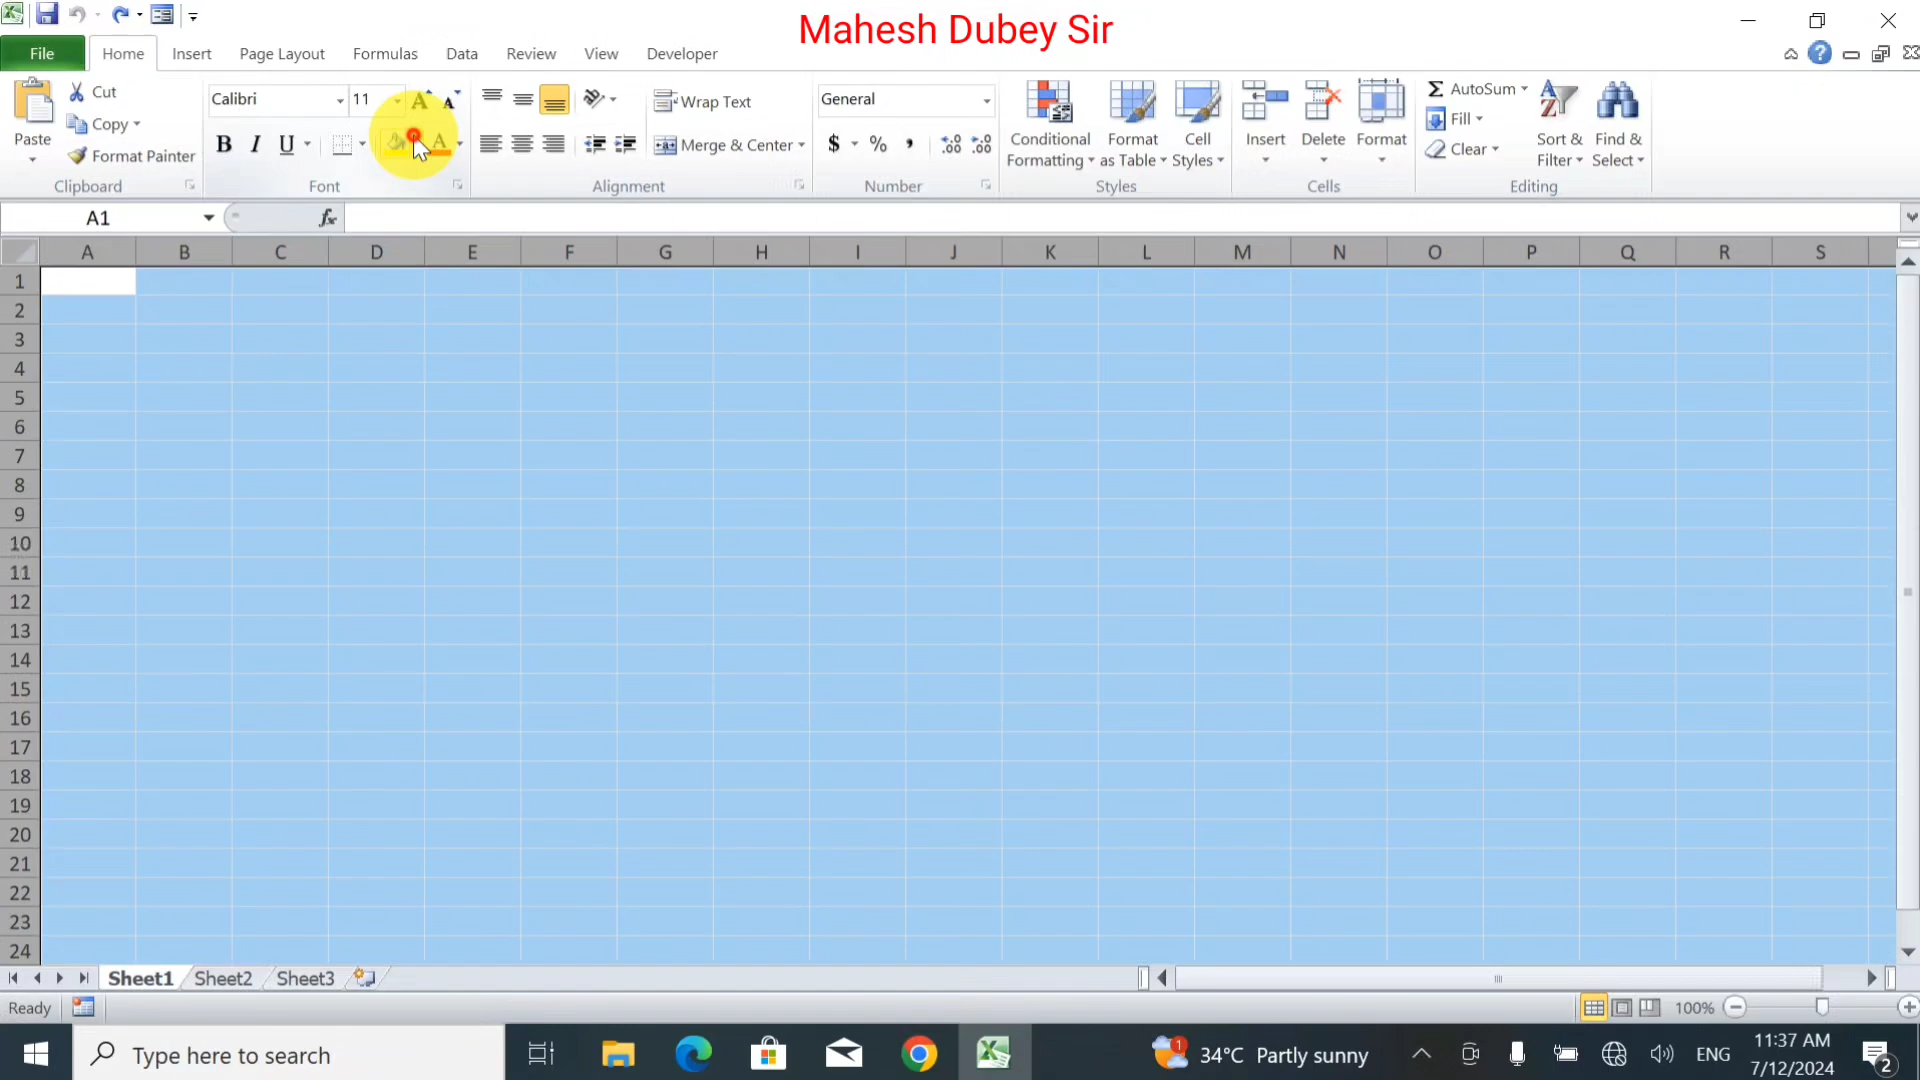 Mahesh Dubey Sir
File Home Insert Page Layout Formulas Data Review View Developer
Paste Cut Copy Format Painter
Calibri 11
B I U A
Wrap Text
Merge & Center
General
$ %
Conditional Formatting
Format as Table
Cell Styles
Insert Delete Format
AutoSum
Fill
Clear
Sort & Filter
Find & Select
Clipboard Font Alignment Number Styles Cells Editing
A1 fx
A B C D E F G H I J K L M N O P Q R S
1
2
3
4
5
6
7
8
9
10
11
12
13
14
15
16
17
18
19
20
21
22
23
24
Sheet1 Sheet2 Sheet3
Ready 100%
Type here to search
1 34°C Partly sunny ENG 11:37 AM
7/12/2024 2